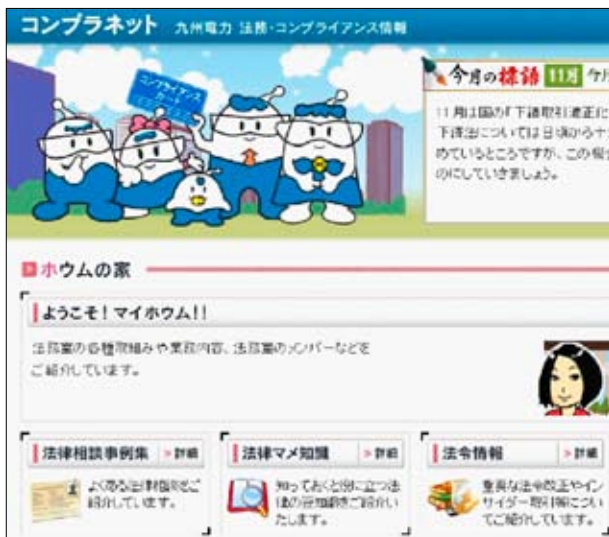 コンプラネット 九州電力 法務・コンプライアンス情報
コンプライアンス
カード
今月の標語 11月
11月は国の「下請取引適正化
下請法については日頃から十
めているところですが、この機会
のにしていきましょう。
ホウムの家
ようこそ！マイホウム!!
法務室の各種取組みや業務内容、法務室のメンバーなどを
ご紹介しています。
法律相談事例集 >詳細
法律マメ知識 >詳細
法令情報 >詳細
よくある法律相談をご
紹介しています。
知っておくと役に立つ法
律の豆知識をご紹介い
たします。
重要な法令改正やイン
サイダー取引等につい
てご紹介しています。